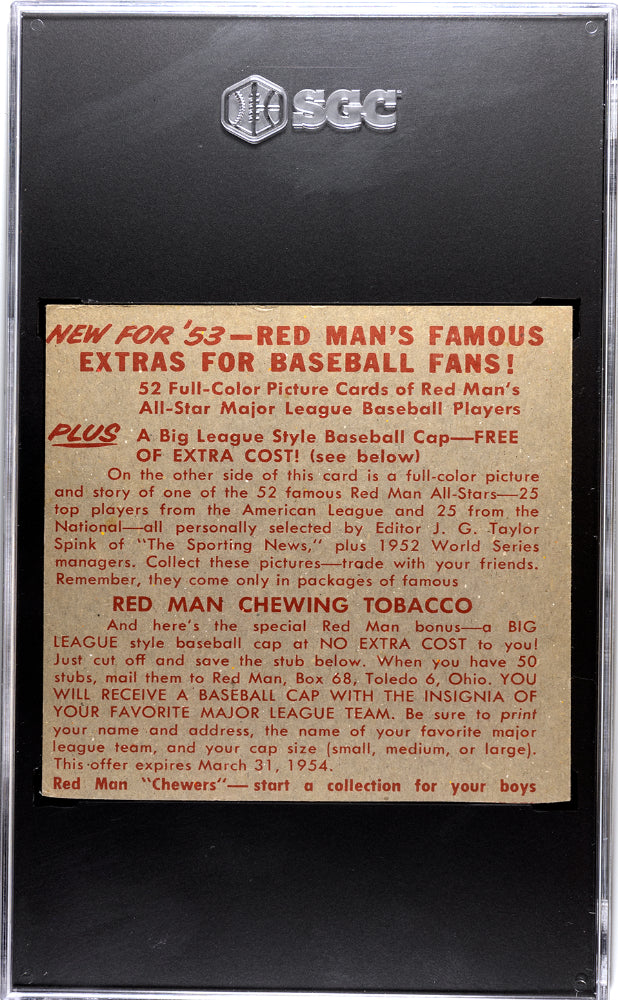 SGC
NEW FOR '53—RED MAN'S FAMOUS
EXTRAS FOR BASEBALL FANS!
52 Full-Color Picture Cards of Red Man's
All-Star Major League Baseball Players
PLUS A Big League Style Baseball Cap—FREE
OF EXTRA COST! (see below)
On the other side of this card is a full-color picture
and story of one of the 52 famous Red Man All-Stars—25
top players from the American League and 25 from the
National—all personally selected by Editor J. G. Taylor
Spink of "The Sporting News," plus 1952 World Series
managers. Collect these pictures—trade with your friends.
Remember, they come only in packages of famous
RED MAN CHEWING TOBACCO
And here's the special Red Man bonus—a BIG
LEAGUE style baseball cap at NO EXTRA COST to you!
Just cut off and save the stub below. When you have 50
stubs, mail them to Red Man, Box 68, Toledo 6, Ohio. YOU
WILL RECEIVE A BASEBALL CAP WITH THE INSIGNIA OF
YOUR FAVORITE MAJOR LEAGUE TEAM. Be sure to print
your name and address, the name of your favorite major
league team, and your cap size (small, medium, or large).
This offer expires March 31, 1954.
Red Man "Chewers"—start a collection for your boys